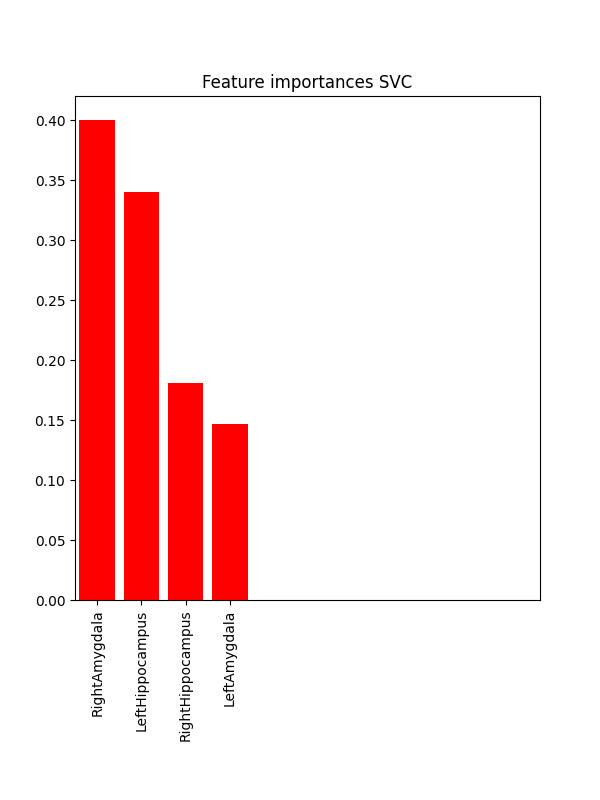 Feature importances SVC
0.40
0.35
0.30
0.25
0.20
0.15
0.10
0.05
0.00
RightAmygdala
LeftHippocampus
RightHippocampus
LeftAmygdala